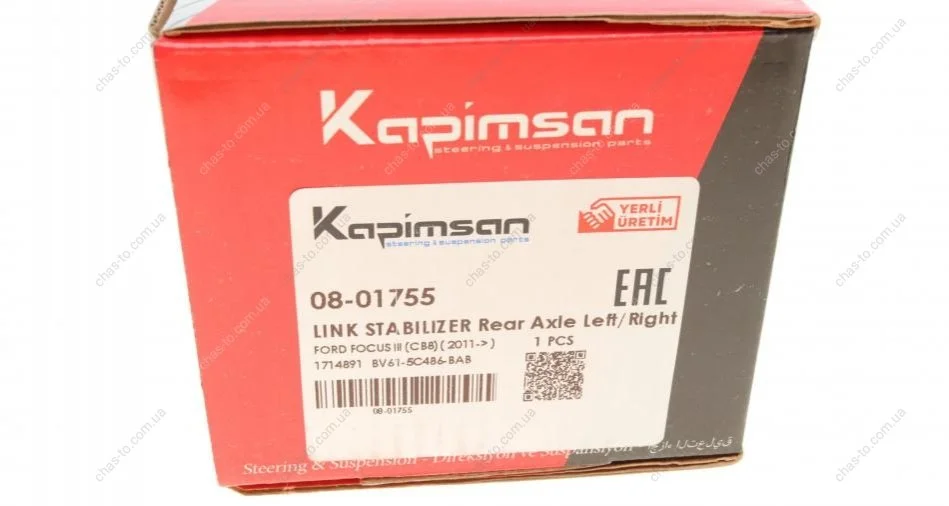 Kapimsan
steering & suspension parts
Kapimsan
steering & suspension parts
YERLİ
ÜRETİM
08-01755
EAC
LINK STABILIZER Rear Axle Left/Right
FORD FOCUS III (CB8) ( 2011-> )
1 PCS
1714891 BV61-5C486-BAB
08-01755
Steering & Suspension - Direksiyon ve Süspansiyon - أجزاء التعليق
chas-to.com.ua